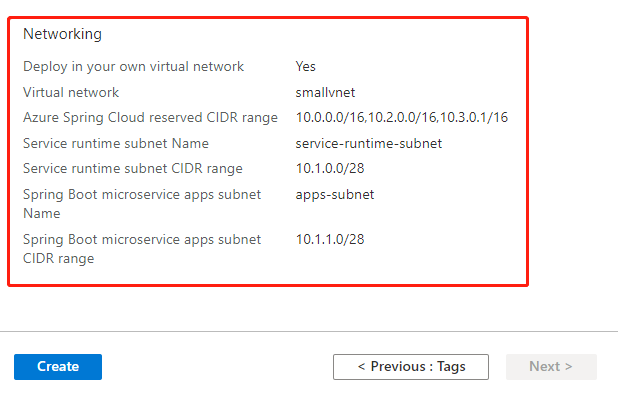 Networking
Deploy in your own virtual network Yes
Virtual network smallvnet
Azure Spring Cloud reserved CIDR range 10.0.0.0/16,10.2.0.0/16,10.3.0.1/16
Service runtime subnet Name service-runtime-subnet
Service runtime subnet CIDR range 10.1.0.0/28
Spring Boot microservice apps subnet apps-subnet
Name
Spring Boot microservice apps subnet 10.1.1.0/28
CIDR range
Create < Previous : Tags Next >